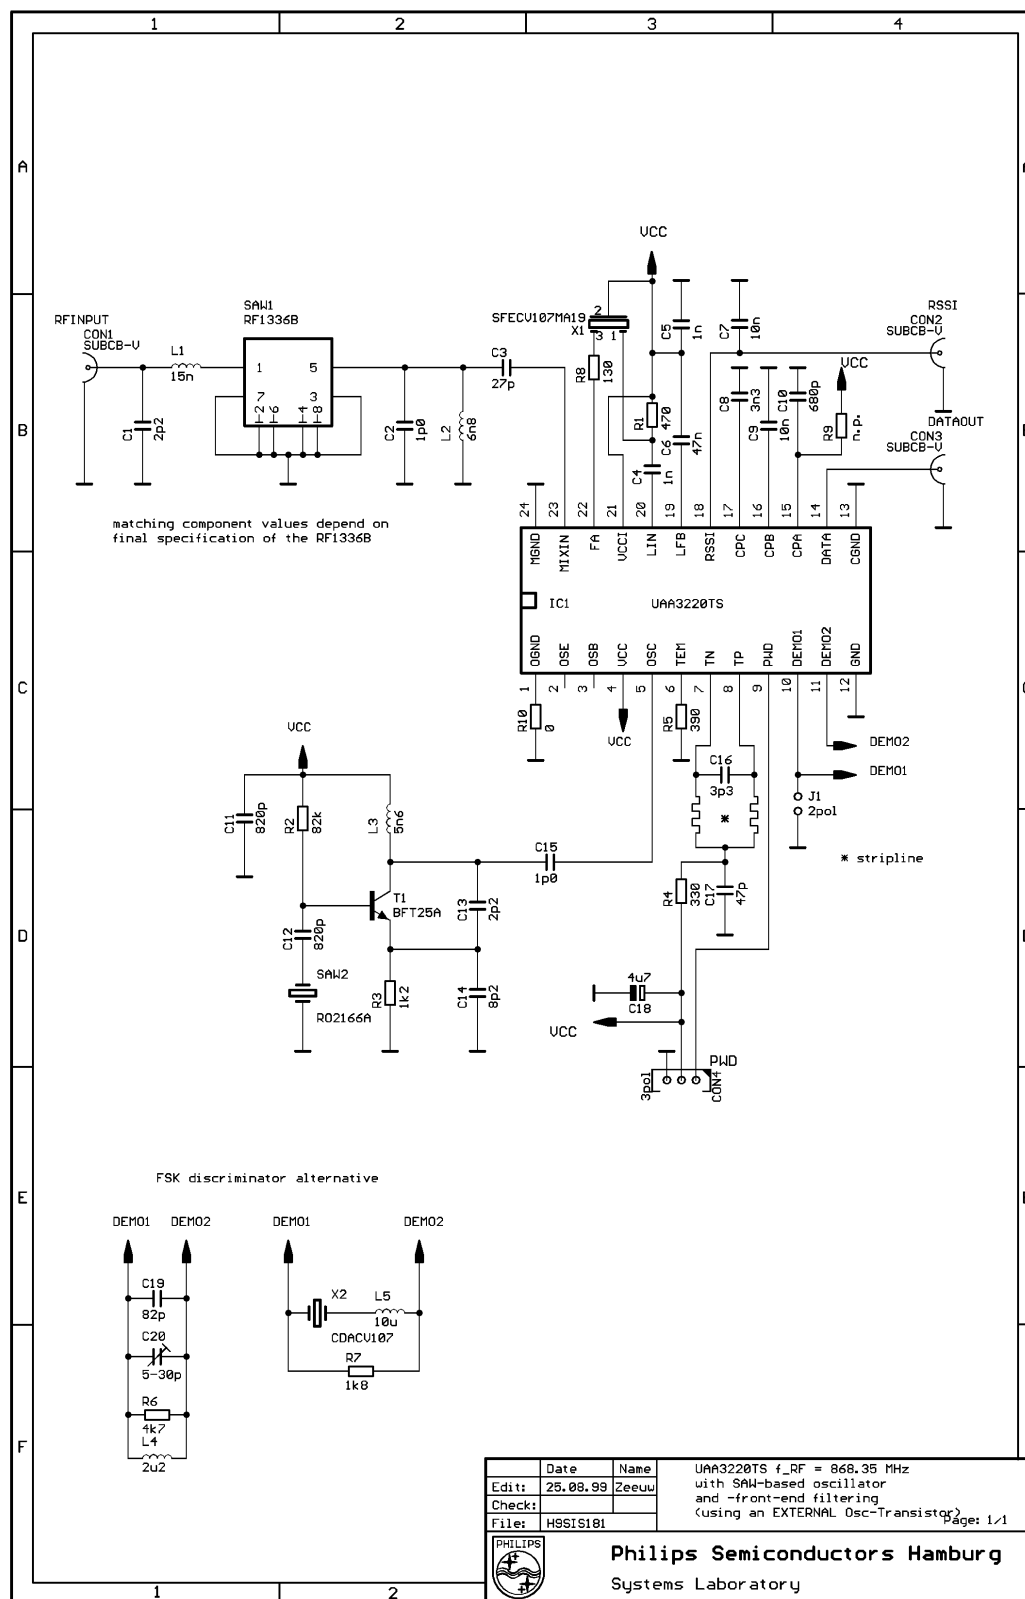 1 2 3 4
A A
VCC
SAW1
RF1336B
RFINPUT
CON1
SUBCB-V
L1
15n
1 5
7 3
2 6 4 8
C1
2p2
C2
1p0
L2
6n8
C3
27p
SFECV107MA19
X1
2
3 1
R8
130
R1
470
C4
1n
C5
1n
C6
47n
C7
10n
C8
3n3
C9
10n
C10
680p
VCC
R9
n.p.
RSSI
CON2
SUBCB-V
DATAOUT
CON3
SUBCB-V
B
matching component values depend on
final specification of the RF1336B
24 23 22 21 20 19 18 17 16 15 14 13
MGND MIXIN FA VCCI LIN LFB RSSI CPC CPB CPA DATA CGND
IC1 UAA3220TS
OGND OSE OSB VCC OSC TEM TN TP PWD DEMO1 DEMO2 GND
1 2 3 4 5 6 7 8 9 10 11 12
C
R10
0
VCC
R5
390
DEMO2
DEMO1
C16
3p3
J1
2pol
* 
* stripline
VCC
C11
820p
R2
82k
L3
5n6
C15
1p0
T1
BFT25A
C13
2p2
R4
330
C17
47p
D
C12
820p
SAW2
RO2166A
R3
1k2
C14
8p2
4u7
C18
VCC
PWD
3pol
CON4
FSK discriminator alternative
E
DEMO1 DEMO2 DEMO1 DEMO2
C19
82p
X2
CDACV107
L5
10u
C20
5-30p
R7
1k8
R6
4k7
L4
2u2
F
Date Name
Edit: 25.08.99 Zeeuw
Check:
File: H9SIS181
UAA3220TS f_RF = 868.35 MHz
with SAW-based oscillator
and -front-end filtering
(using an EXTERNAL Osc-Transistor)
Page: 1/1
PHILIPS
Philips Semiconductors Hamburg
Systems Laboratory
1 2